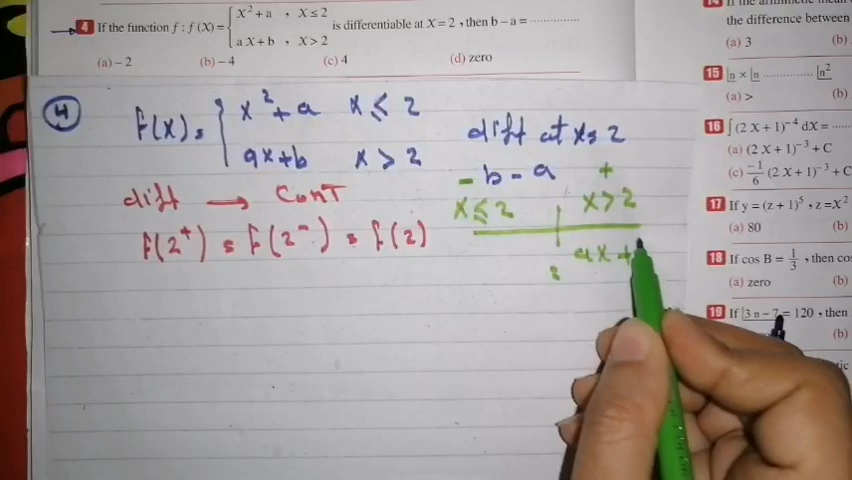 4 If the function f : f (X) = { X² + a , X ≤ 2
a X + b , X > 2
is differentiable at X = 2 , then b – a = ··············
(a) – 2 (b) – 4 (c) 4 (d) zero
4 f(x) = { x² + a x ≤ 2
ax + b x > 2
diff → ConT
f(2⁺) = f(2⁻) = f(2)
diff at x = 2
b - a
- +
x ≤ 2 x > 2
= ax +
the difference between
(a) 3 (b)
15 |n × |n ·············· |n²
(a) > (b)
16 ∫ (2 X + 1)⁻⁴ dX = ······
(a) (2 X + 1)⁻³ + C
(c) –1/6 (2 X + 1)⁻³ + C
17 If y = (z + 1)⁵ , z = X²
(a) 80 (b)
18 If cos B = 1/3 , then cos
(a) zero (b)
19 If |3 n – 7 = 120 , then
(b)